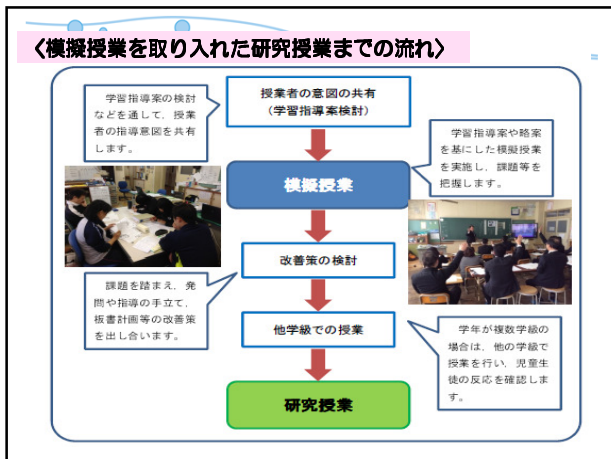 〈模擬授業を取り入れた研究授業までの流れ〉
授業者の意図の共有
（学習指導案検討）
学習指導案の検討
などを通して，授業
者の指導意図を共有
します。
学習指導案や略案
を基にした模擬授業
を実施し，課題等を
把握します。
模擬授業
改善策の検討
課題を踏まえ，発
問や指導の手立て，
板書計画等の改善策
を出し合います。
他学級での授業
学年が複数学級の
場合は，他の学級で
授業を行い，児童生
徒の反応を確認しま
す。
研究授業